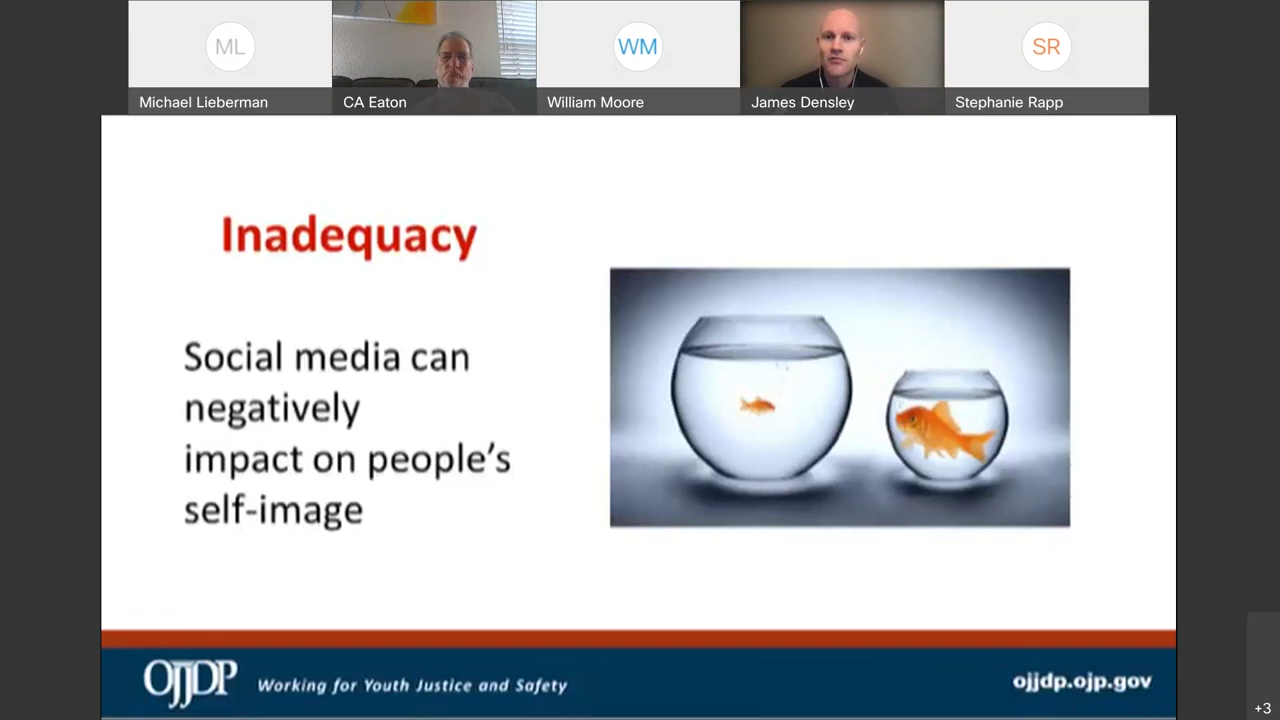 ML
WM
SR
Michael Lieberman
CA Eaton
William Moore
James Densley
Stephanie Rapp
Inadequacy
Social media can
negatively
impact on people's
self-image
OJJDP
Working for Youth Justice and Safety
ojjdp.ojp.gov
+3